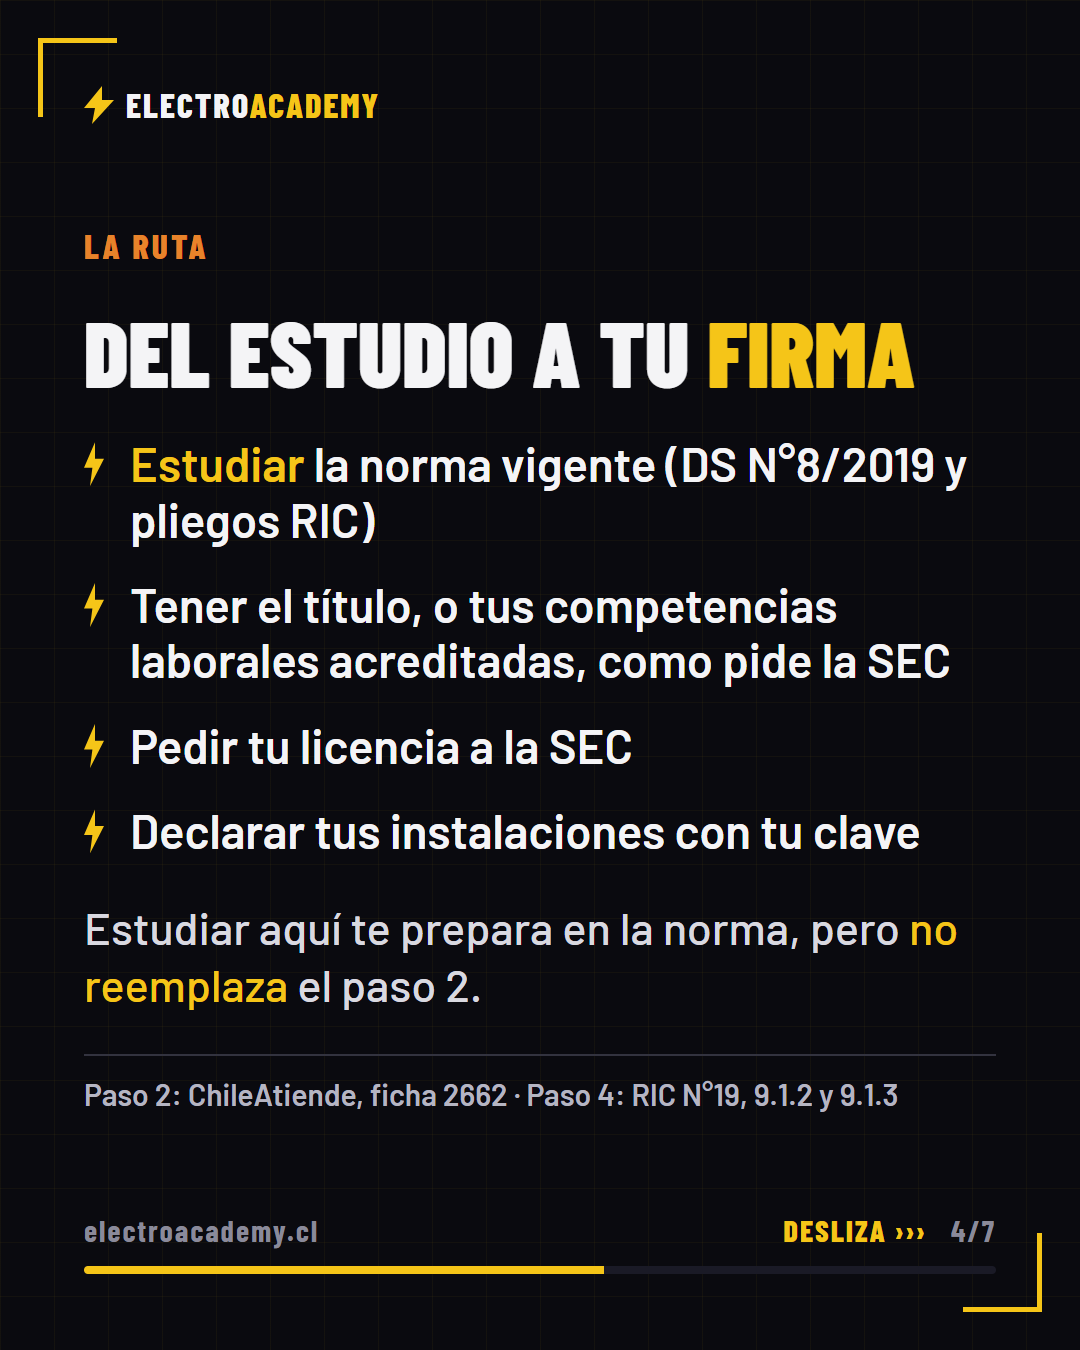 ELECTROACADEMY
LA RUTA
DEL ESTUDIO A TU FIRMA
Estudiar la norma vigente (DS N°8/2019 y
pliegos RIC)
Tener el título, o tus competencias
laborales acreditadas, como pide la SEC
Pedir tu licencia a la SEC
Declarar tus instalaciones con tu clave
Estudiar aquí te prepara en la norma, pero no
reemplaza el paso 2.
Paso 2: ChileAtiende, ficha 2662 · Paso 4: RIC N°19, 9.1.2 y 9.1.3
electroacademy.cl
DESLIZA ››› 4/7